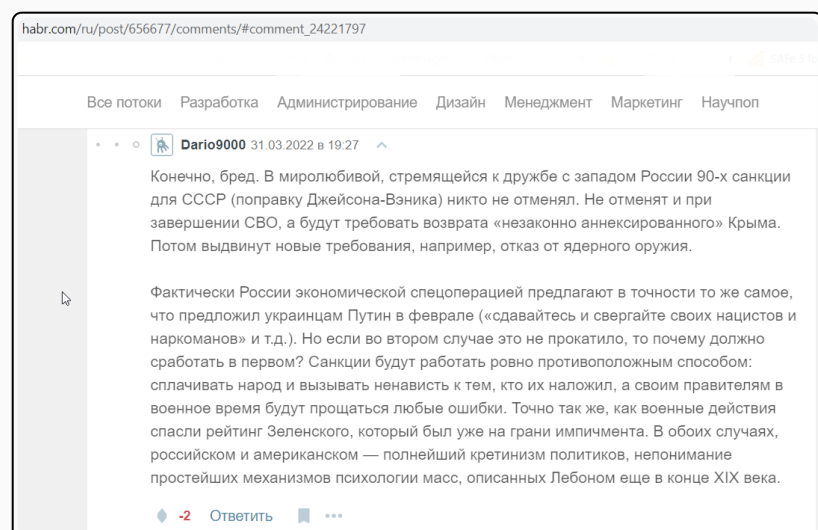 habr.com/ru/post/656677/comments/#comment_24221797
Все потоки Разработка Администрирование Дизайн Менеджмент Маркетинг Научпоп
Dario9000 31.03.2022 в 19:27
Конечно, бред. В миролюбивой, стремящейся к дружбе с западом России 90-х санкции
для СССР (поправку Джейсона-Вэника) никто не отменял. Не отменят и при
завершении СВО, а будут требовать возврата «незаконно аннексированного» Крыма.
Потом выдвинут новые требования, например, отказ от ядерного оружия.
Фактически России экономической спецоперацией предлагают в точности то же самое,
что предложил украинцам Путин в феврале («сдавайтесь и свергайте своих нацистов и
наркоманов» и т.д.). Но если во втором случае это не прокатило, то почему должно
сработать в первом? Санкции будут работать ровно противоположным способом:
сплачивать народ и вызывать ненависть к тем, кто их наложил, а своим правителям в
военное время будут прощаться любые ошибки. Точно так же, как военные действия
спасли рейтинг Зеленского, который был уже на грани импичмента. В обоих случаях,
российском и американском — полнейший кретинизм политиков, непонимание
простейших механизмов психологии масс, описанных Лебоном еще в конце XIX века.
-2 Ответить